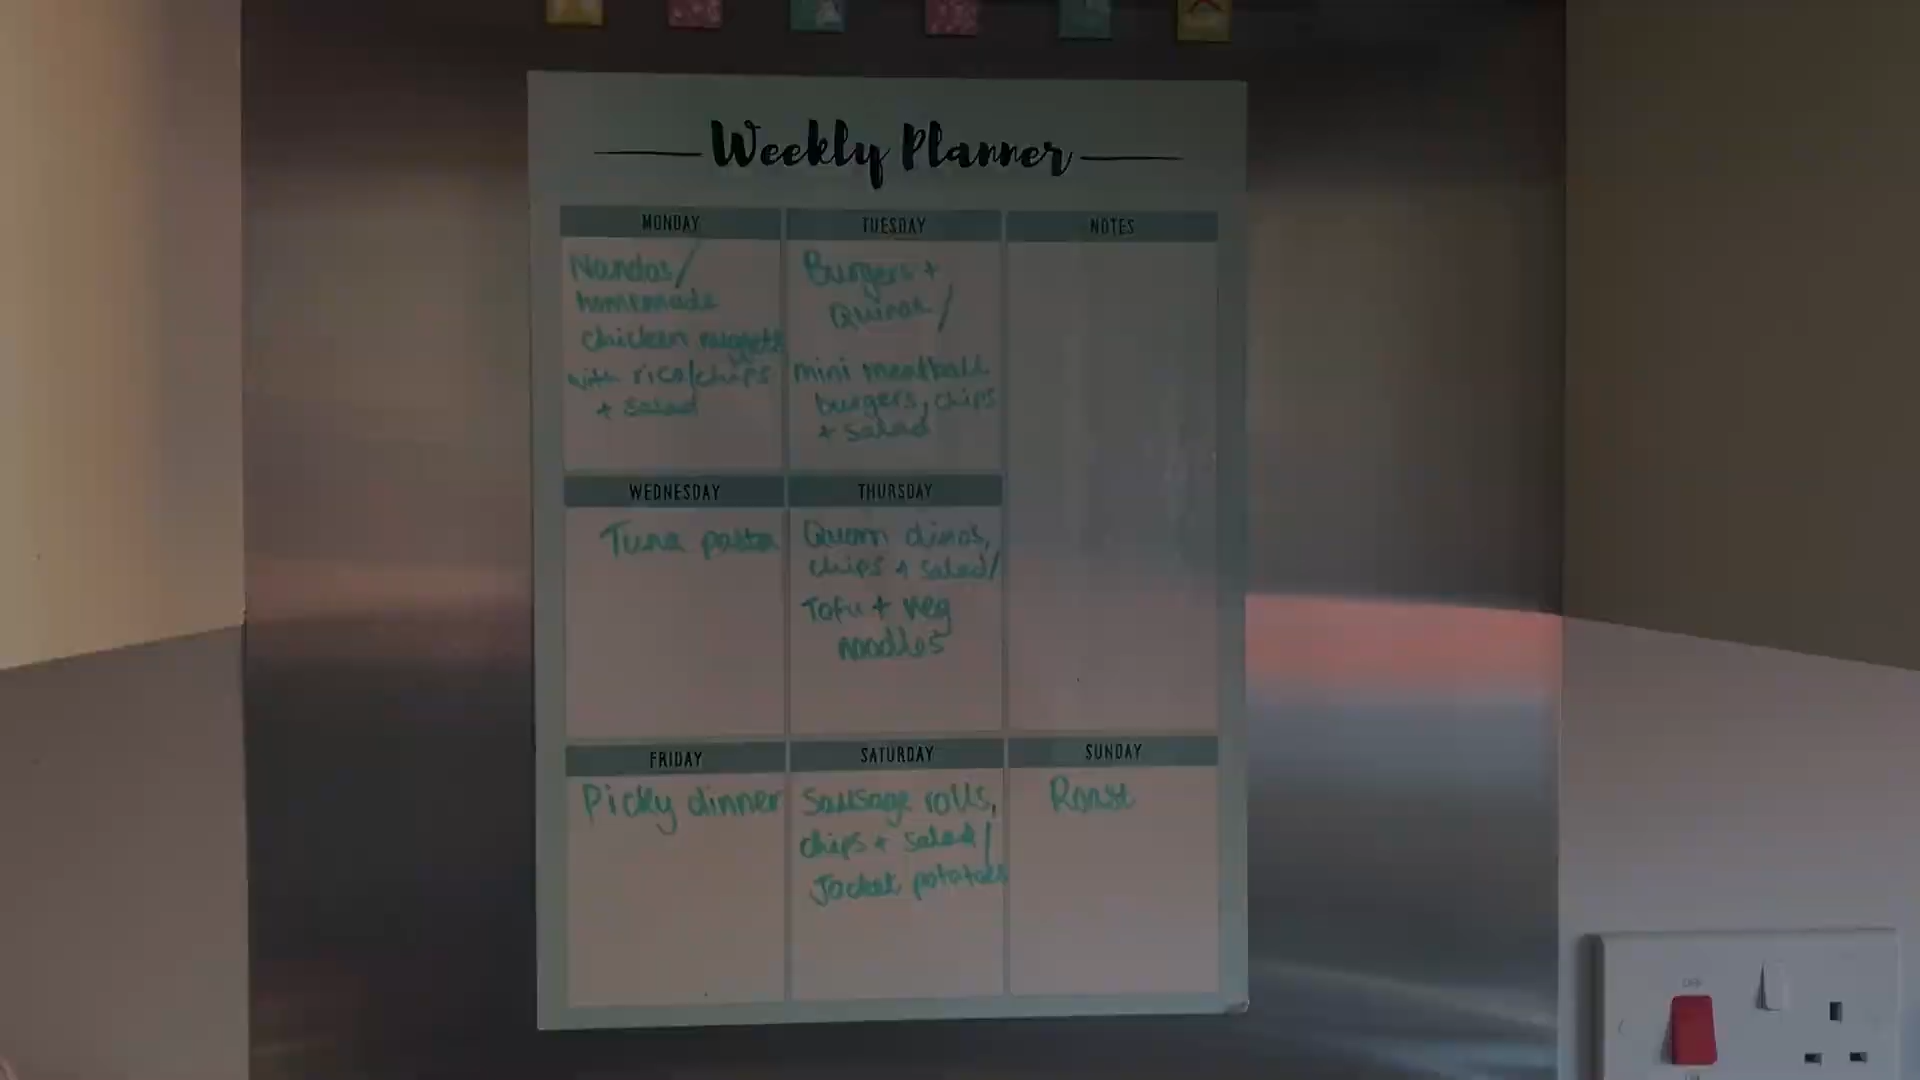 Weekly Planner
MONDAY
Nandos/
homemade
chicken nuggets
with rice/chips
+ salad
TUESDAY
Burgers +
Quinoa/
mini meatball
burgers, chips
+ salad
NOTES
WEDNESDAY
Tuna pasta
THURSDAY
Quorn dinos,
chips + salad/
Tofu + veg
noodles
FRIDAY
Picky dinner
SATURDAY
Sausage rolls,
chips + salad/
Jacket potatoes
SUNDAY
Roast